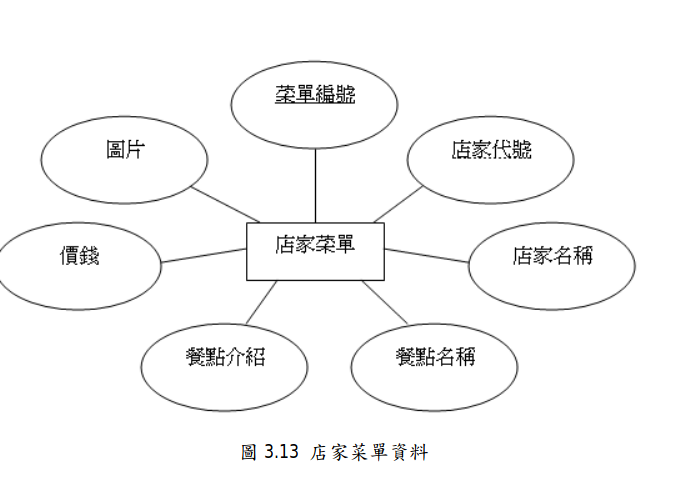 菜單編號
圖片
店家代號
價錢
店家菜單
店家名稱
餐點介紹
餐點名稱
圖 3.13 店家菜單資料